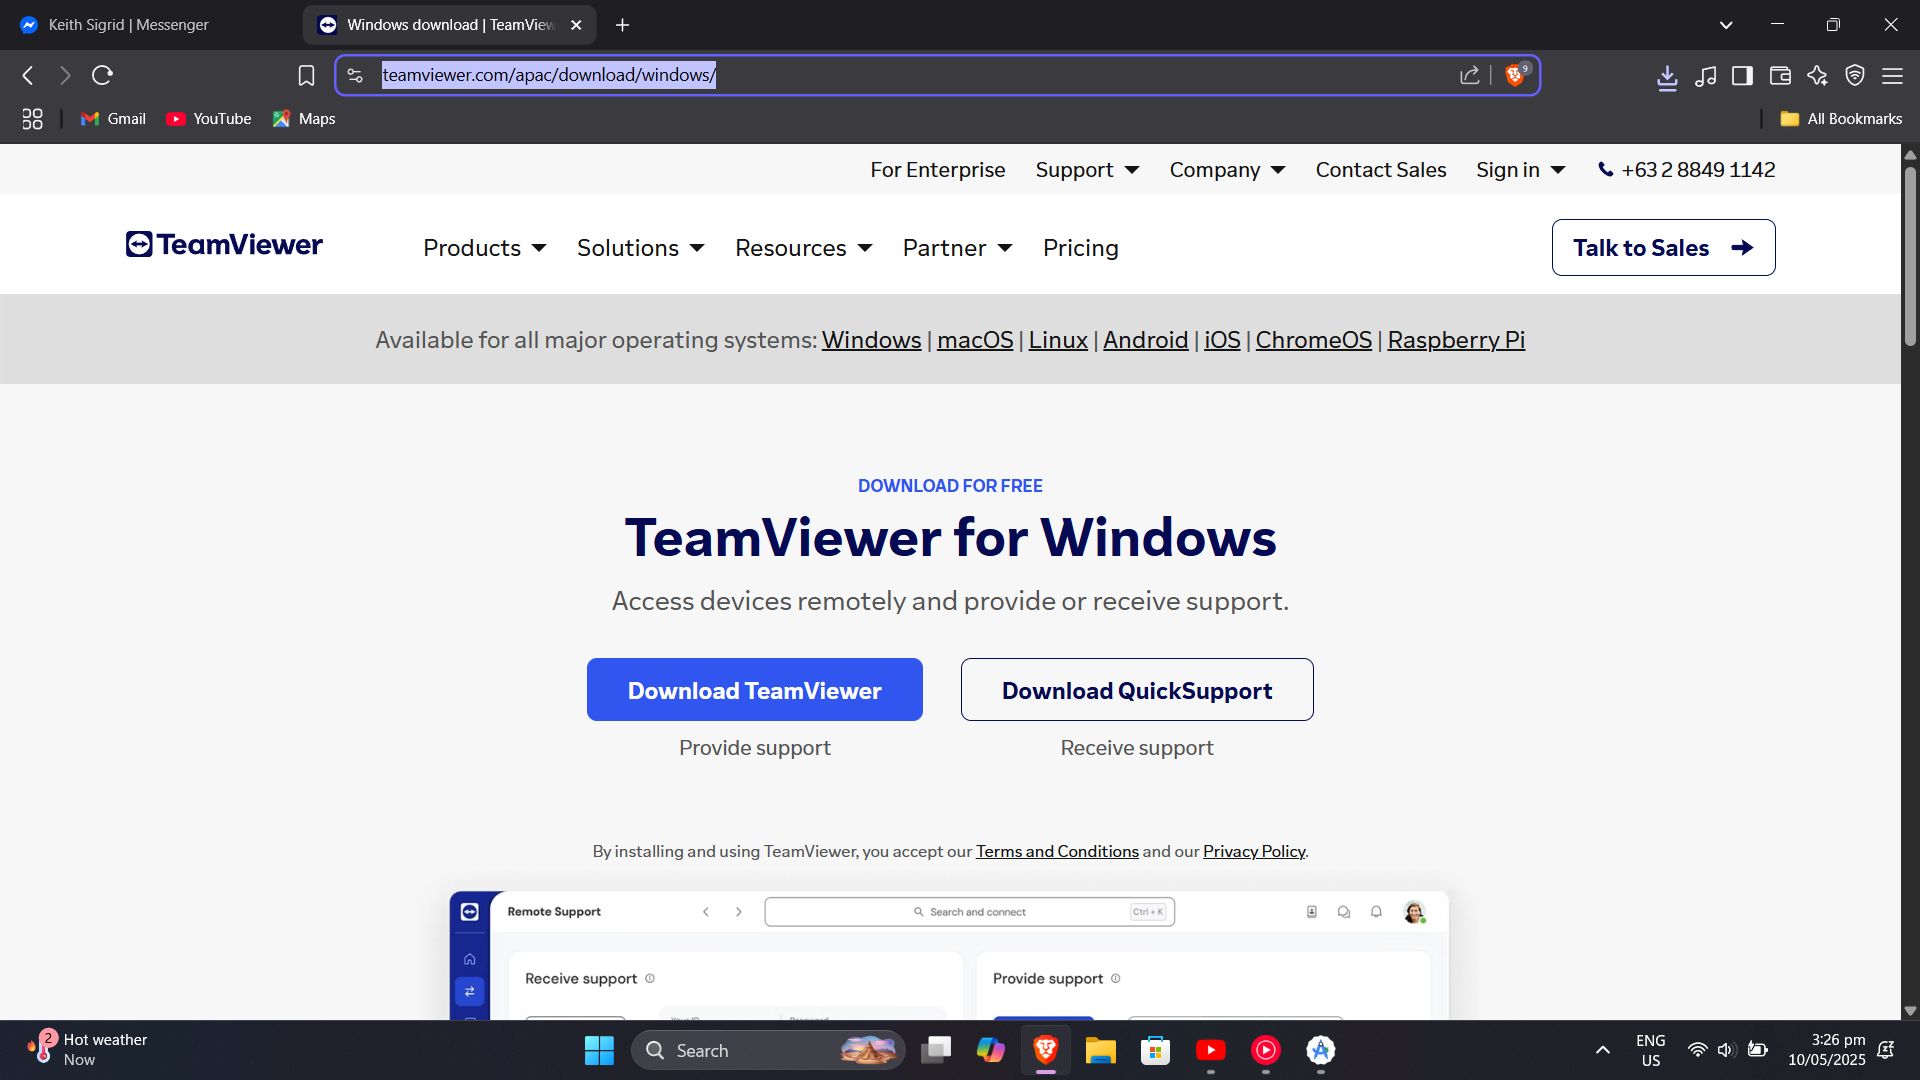 Keith Sigrid | Messenger
Windows download | TeamView
teamviewer.com/apac/download/windows/
9
Gmail
YouTube
Maps
All Bookmarks
For Enterprise
Support
Company
Contact Sales
Sign in
+63 2 8849 1142
TeamViewer
Products
Solutions
Resources
Partner
Pricing
Talk to Sales
Available for all major operating systems: Windows | macOS | Linux | Android | iOS | ChromeOS | Raspberry Pi
DOWNLOAD FOR FREE
TeamViewer for Windows
Access devices remotely and provide or receive support.
Download TeamViewer
Download QuickSupport
Provide support
Receive support
By installing and using TeamViewer, you accept our Terms and Conditions and our Privacy Policy.
Remote Support
Search and connect
Ctrl + K
Receive support
Provide support
2
Hot weather
Now
Search
ENG
US
3:26 pm
10/05/2025